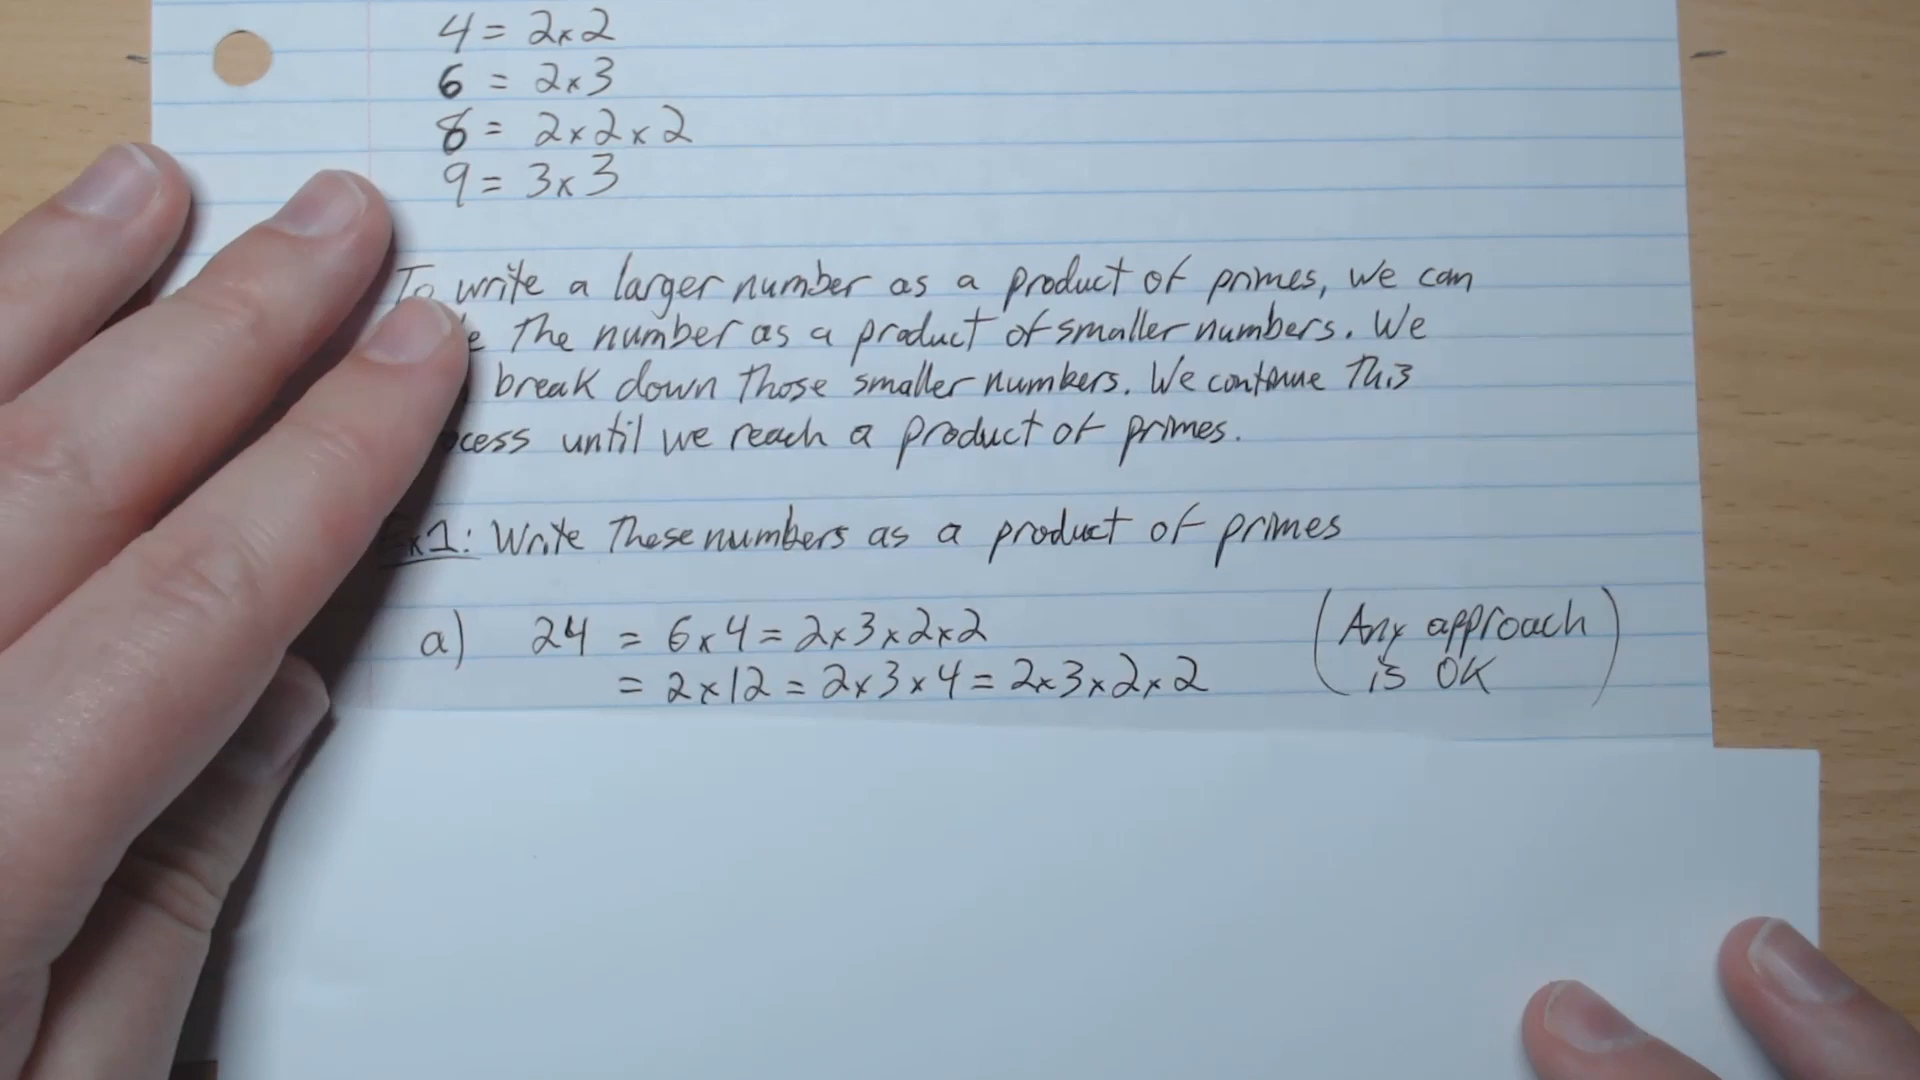 4 = 2x2
6 = 2x3
8 = 2x2x2
9 = 3x3
To write a larger number as a product of primes, we can
the number as a product of smaller numbers. We
break down those smaller numbers. We continue this
until we reach a product of primes.
x1: Write these numbers as a product of primes
a) 24 = 6x4 = 2x3x2x2
= 2x12 = 2x3x4 = 2x3x2x2
(Any approach
is OK)